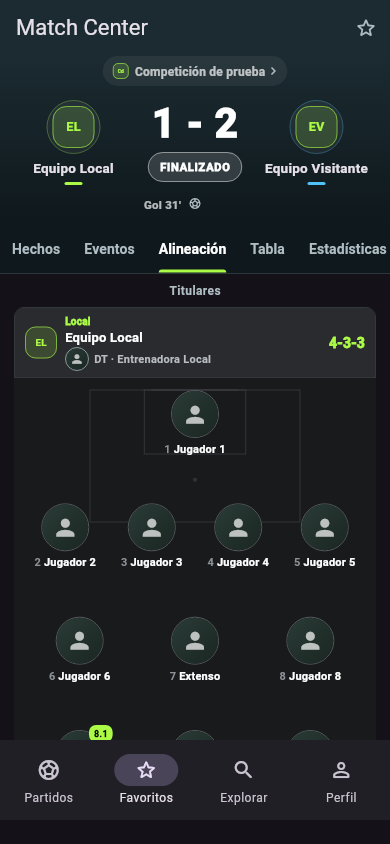 Match Center
Cd Competición de prueba
EL
1 - 2
EV
Equipo Local
FINALIZADO
Equipo Visitante
Gol 31'
Hechos Eventos Alineación Tabla Estadísticas
Titulares
EL
Local
Equipo Local
DT · Entrenadora Local
4-3-3
1 Jugador 1
2 Jugador 2 3 Jugador 3 4 Jugador 4 5 Jugador 5
6 Jugador 6 7 Extenso 8 Jugador 8
8.1
Partidos Favoritos Explorar Perfil